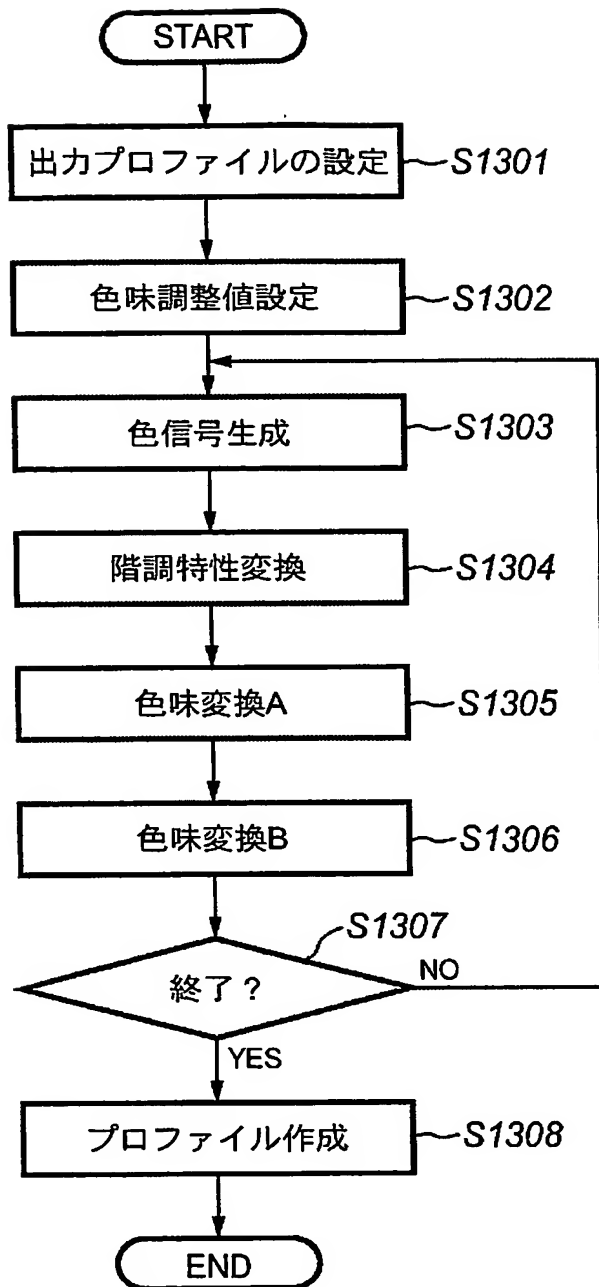 START
出力プロファイルの設定 S1301
色味調整値設定 S1302
色信号生成 S1303
階調特性変換 S1304
色味変換A S1305
色味変換B S1306
S1307
終了？ NO
YES
プロファイル作成 S1308
END